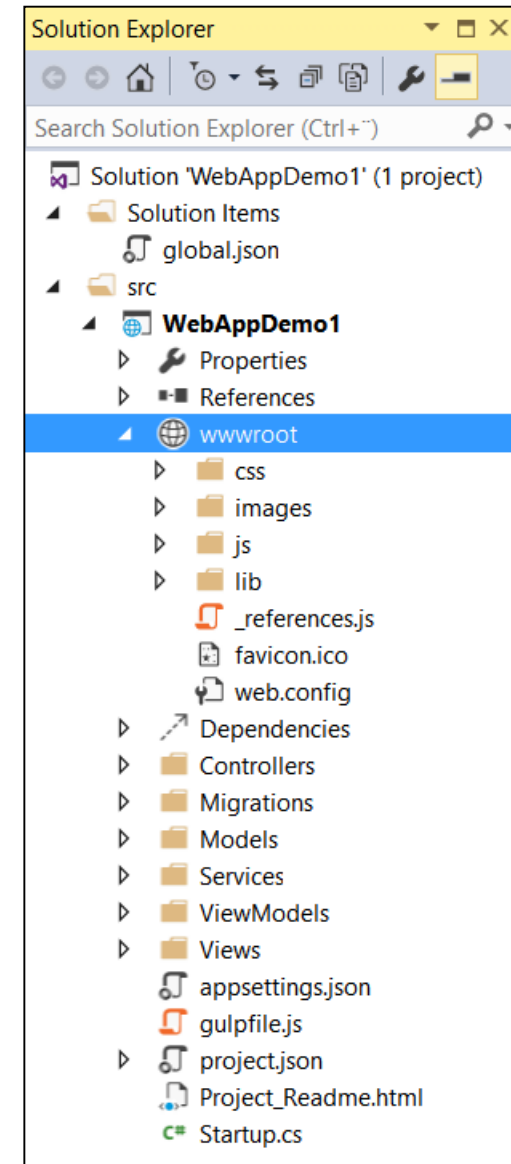 Solution Explorer
Search Solution Explorer (Ctrl+¨)
Solution 'WebAppDemo1' (1 project)
Solution Items
global.json
src
WebAppDemo1
Properties
References
wwwroot
css
images
js
lib
_references.js
favicon.ico
web.config
Dependencies
Controllers
Migrations
Models
Services
ViewModels
Views
appsettings.json
gulpfile.js
project.json
Project_Readme.html
C# Startup.cs